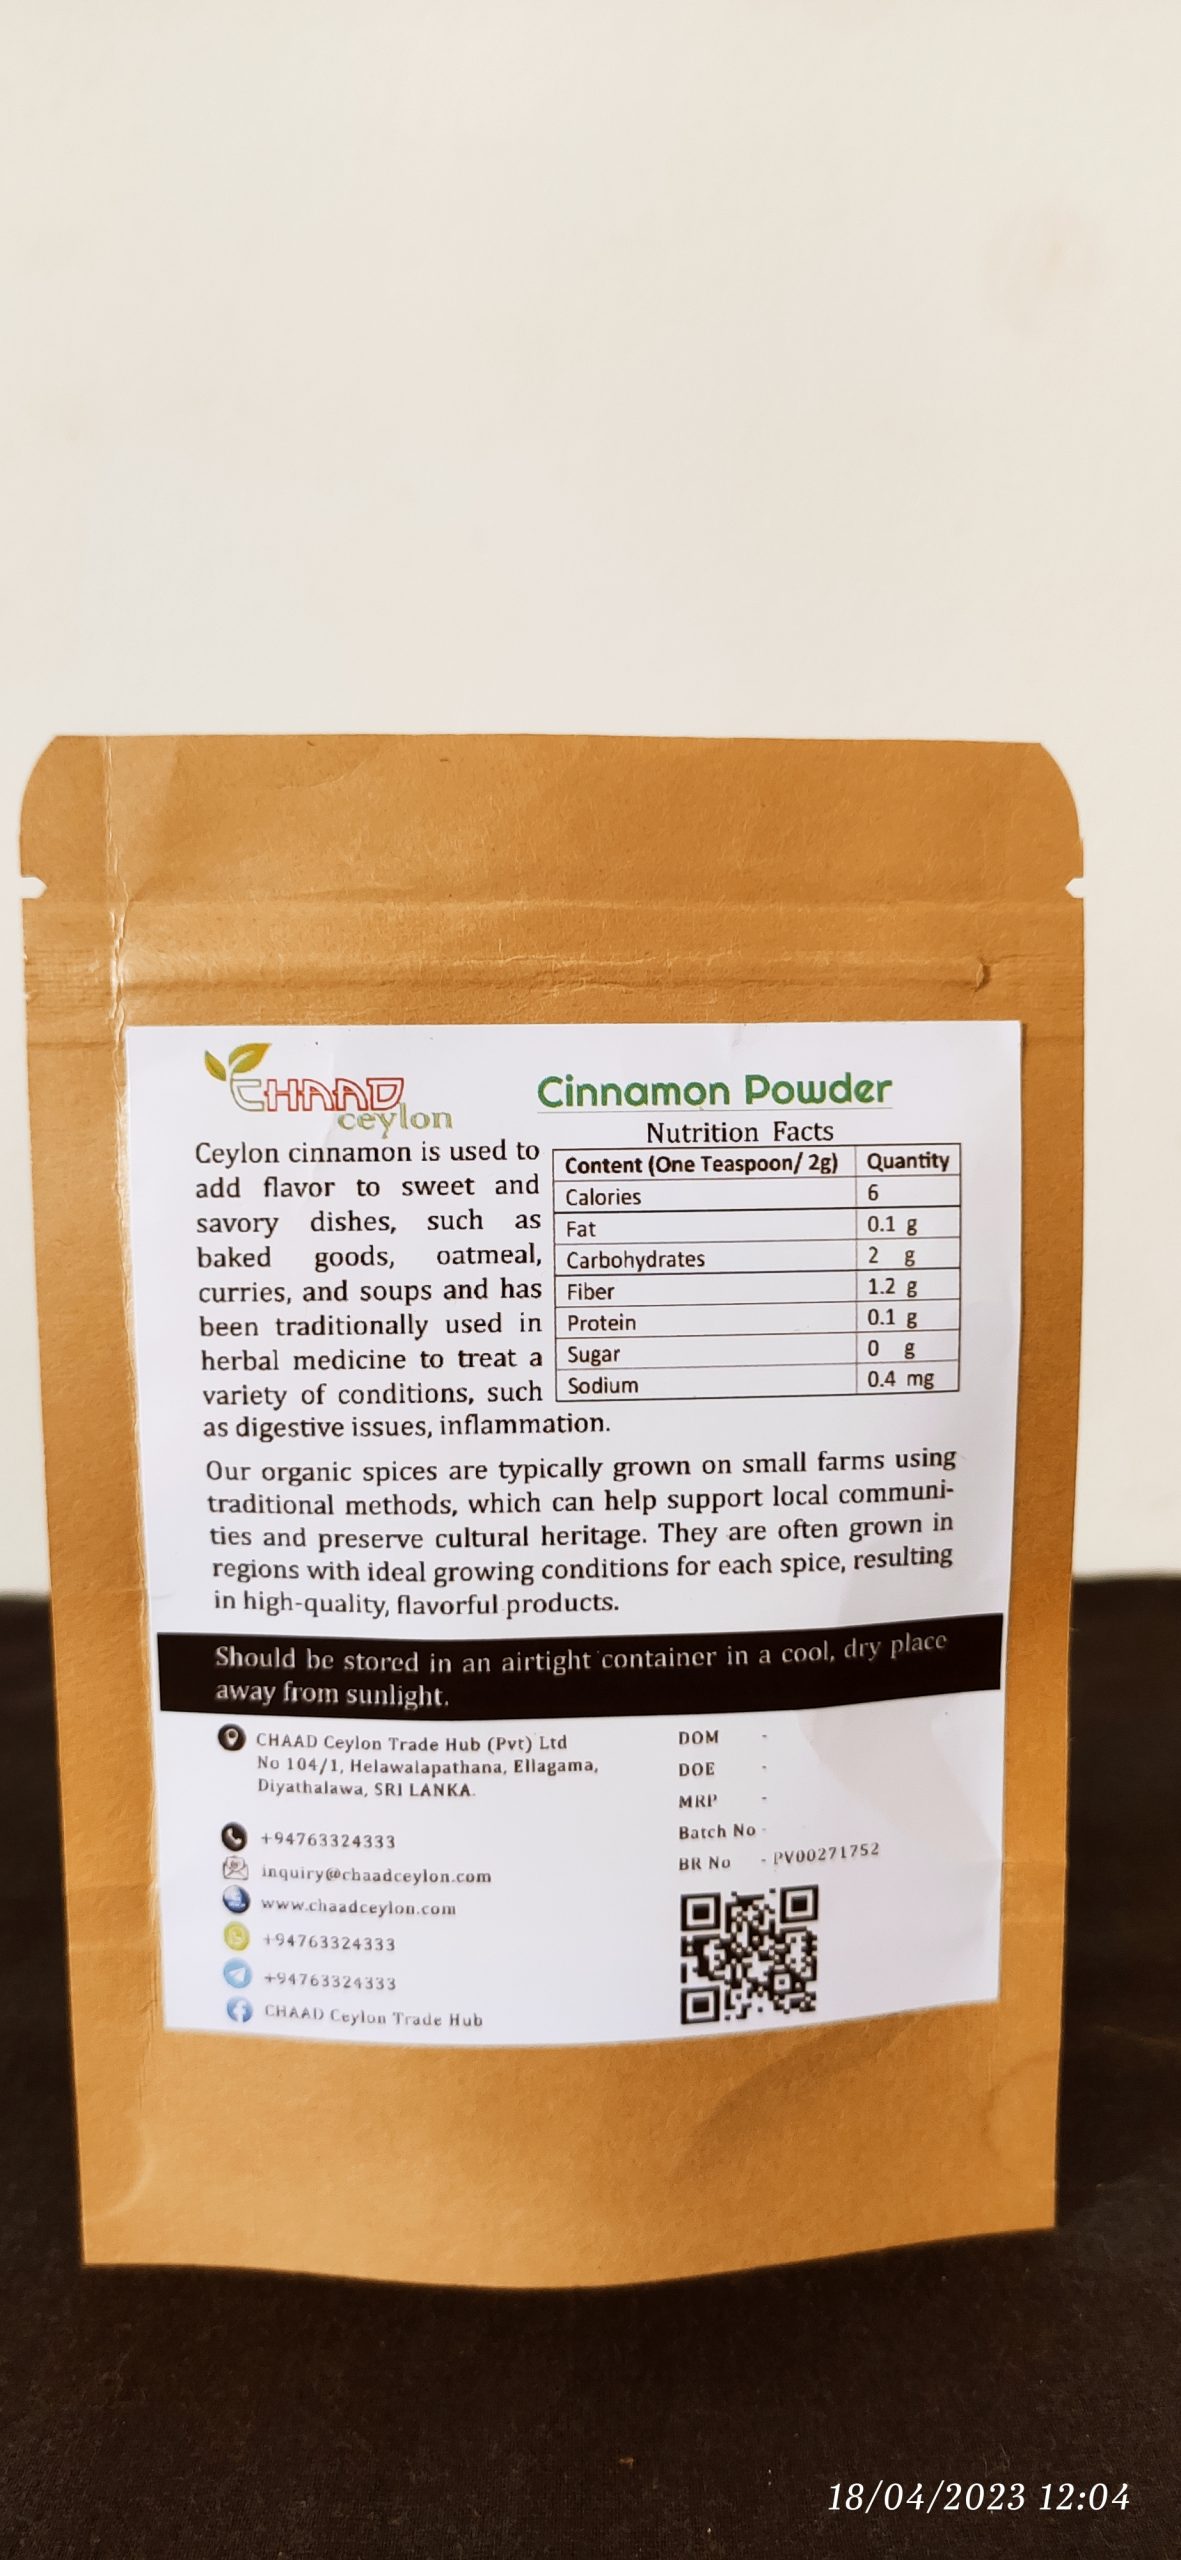 CHAAD
ceylon
Cinnamon Powder
Ceylon cinnamon is used to
add flavor to sweet and
savory dishes, such as
baked goods, oatmeal,
curries, and soups and has
been traditionally used in
herbal medicine to treat a
variety of conditions, such
as digestive issues, inflammation.
Nutrition Facts
Content (One Teaspoon/ 2g) Quantity
Calories 6
Fat 0.1 g
Carbohydrates 2 g
Fiber 1.2 g
Protein 0.1 g
Sugar 0 g
Sodium 0.4 mg
Our organic spices are typically grown on small farms using
traditional methods, which can help support local communi-
ties and preserve cultural heritage. They are often grown in
regions with ideal growing conditions for each spice, resulting
in high-quality, flavorful products.
Should be stored in an airtight container in a cool, dry place
away from sunlight.
CHAAD Ceylon Trade Hub (Pvt) Ltd
No 104/1, Helawalapathana, Ellagama,
Diyathalawa, SRI LANKA.
+94763324333
inquiry@chaadceylon.com
www.chaadceylon.com
+94763324333
+94763324333
CHAAD Ceylon Trade Hub
DOM -
DOE -
MRP -
Batch No -
BR No - PV00271752
18/04/2023 12:04